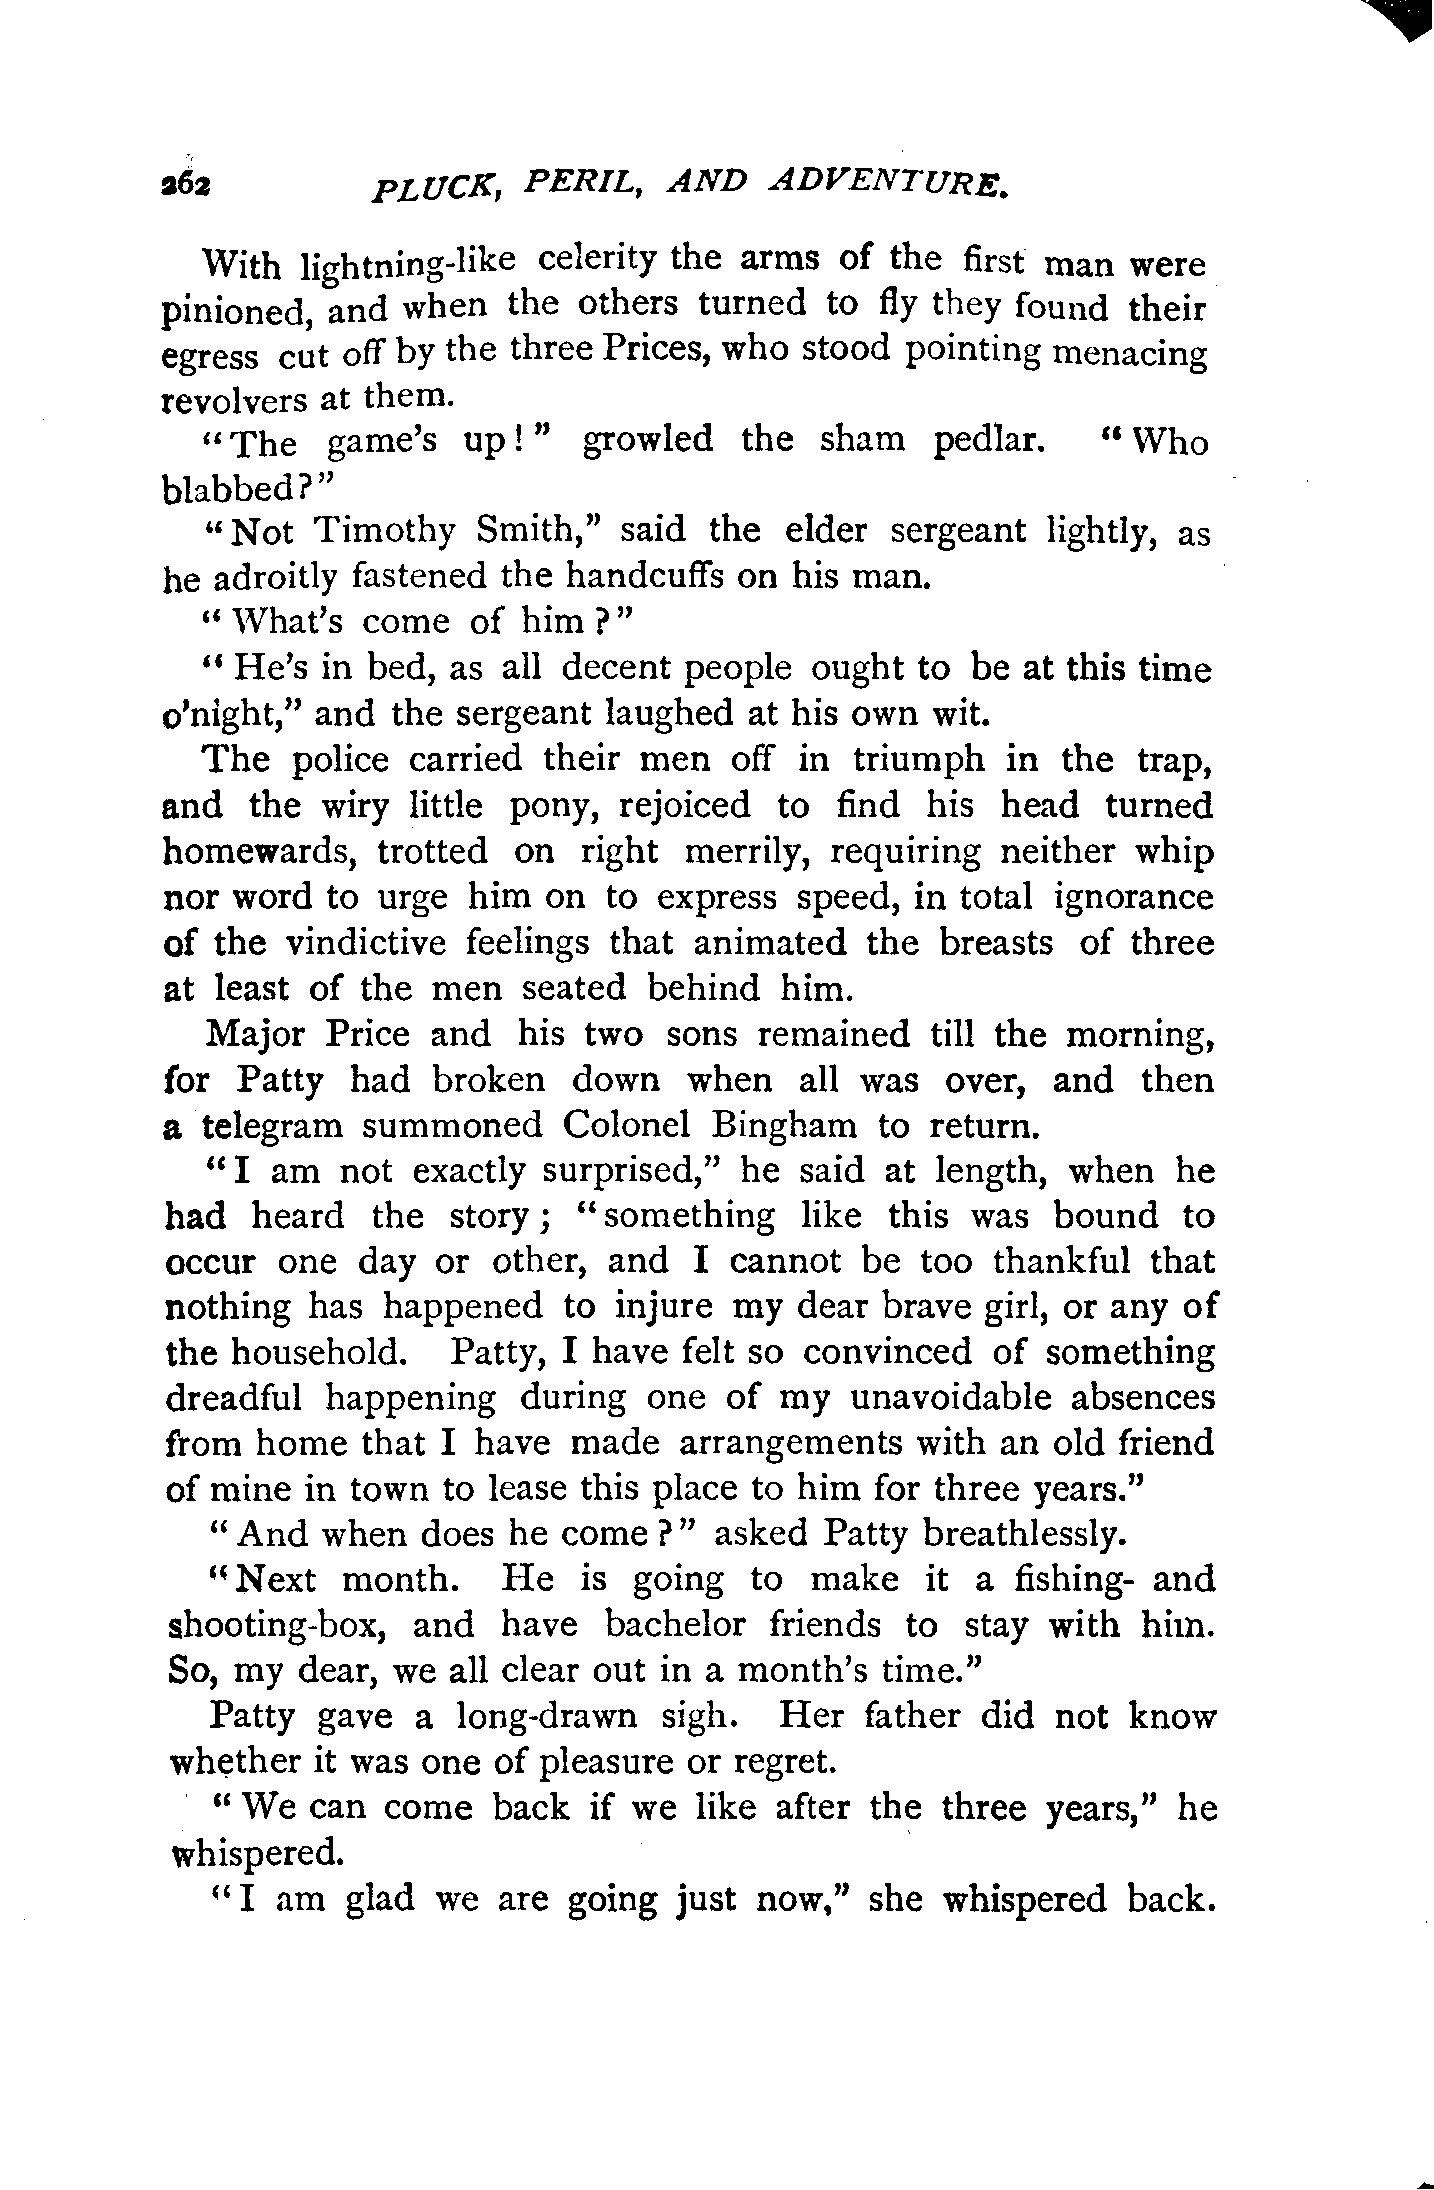 262 PLUCK, PERIL, AND ADVENTURE.
With lightning-like celerity the arms of the first man were
pinioned, and when the others turned to fly they found their
egress cut off by the three Prices, who stood pointing menacing
revolvers at them.
"The game's up!" growled the sham pedlar. "Who
blabbed?"
"Not Timothy Smith," said the elder sergeant lightly, as
he adroitly fastened the handcuffs on his man.
"What's come of him?"
"He's in bed, as all decent people ought to be at this time
o'night," and the sergeant laughed at his own wit.
The police carried their men off in triumph in the trap,
and the wiry little pony, rejoiced to find his head turned
homewards, trotted on right merrily, requiring neither whip
nor word to urge him on to express speed, in total ignorance
of the vindictive feelings that animated the breasts of three
at least of the men seated behind him.
Major Price and his two sons remained till the morning,
for Patty had broken down when all was over, and then
a telegram summoned Colonel Bingham to return.
"I am not exactly surprised," he said at length, when he
had heard the story; "something like this was bound to
occur one day or other, and I cannot be too thankful that
nothing has happened to injure my dear brave girl, or any of
the household. Patty, I have felt so convinced of something
dreadful happening during one of my unavoidable absences
from home that I have made arrangements with an old friend
of mine in town to lease this place to him for three years."
"And when does he come?" asked Patty breathlessly.
"Next month. He is going to make it a fishing- and
shooting-box, and have bachelor friends to stay with him.
So, my dear, we all clear out in a month's time."
Patty gave a long-drawn sigh. Her father did not know
whether it was one of pleasure or regret.
"We can come back if we like after the three years," he
whispered.
"I am glad we are going just now," she whispered back.